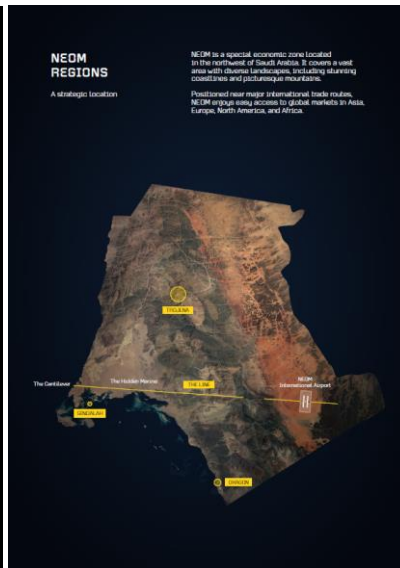 NEOM
REGIONS
A strategic location
NEOM is a special economic zone located
in the northwest of Saudi Arabia. It covers a vast
area with diverse landscapes, including stunning
coastlines and picturesque mountains.
Positioned near major international trade routes,
NEOM enjoys easy access to global markets in Asia,
Europe, North America, and Africa.
TROJENA
The Cantilever
The Hidden Marina
THE LINE
NEOM
International Airport
SINDALAH
OXAGON